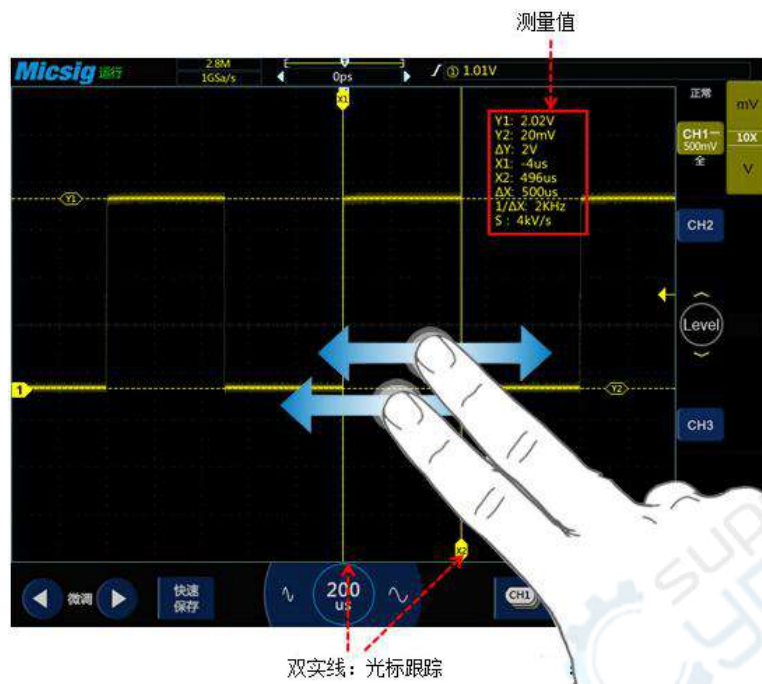 测量值
Micsig 运行
2.8M
1GSa/s
0ps
① 1.01V
X1
正常
mV
CH1
500mV
全
10X
V
Y1: 2.02V
Y2: 20mV
ΔY: 2V
X1: -4us
X2: 496us
ΔX: 500us
1/ΔX: 2KHz
S : 4kV/s
Y1
CH2
Level
1
Y2
CH3
X2
微调
快速
保存
200
us
CH1
双实线：光标跟踪